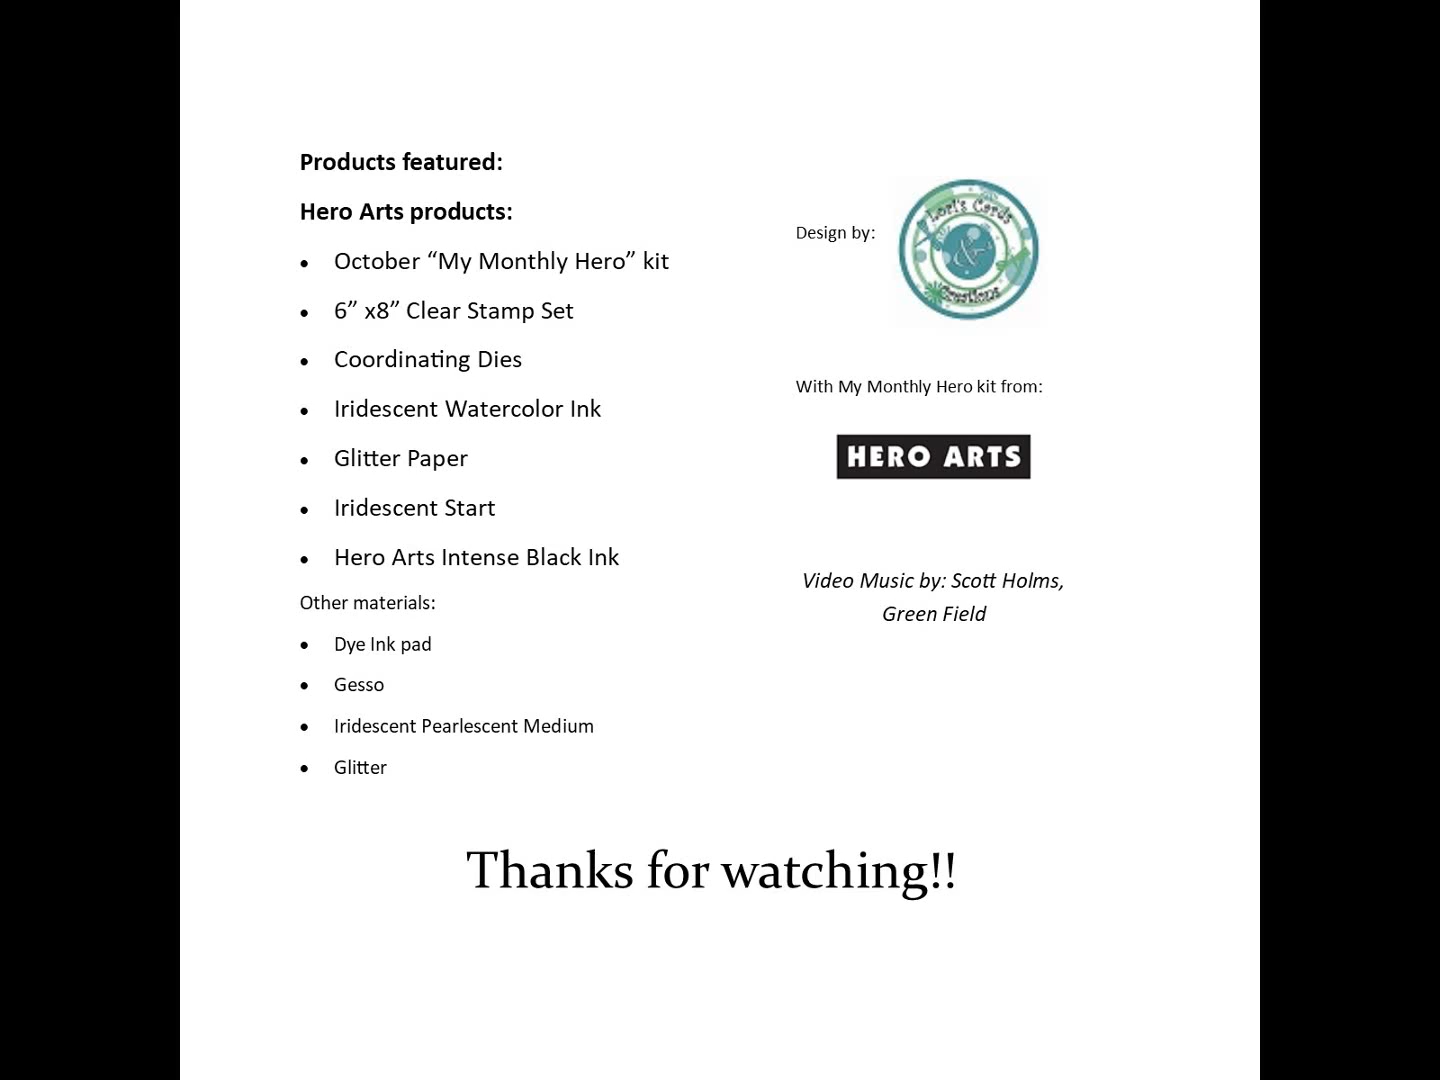 Products featured:
Hero Arts products:
• October “My Monthly Hero” kit
• 6” x8” Clear Stamp Set
• Coordinating Dies
• Iridescent Watercolor Ink
• Glitter Paper
• Iridescent Start
• Hero Arts Intense Black Ink
Other materials:
• Dye Ink pad
• Gesso
• Iridescent Pearlescent Medium
• Glitter
Design by:
Lori's Cards
&
Creations
With My Monthly Hero kit from:
HERO ARTS
Video Music by: Scott Holms,
Green Field
Thanks for watching!!